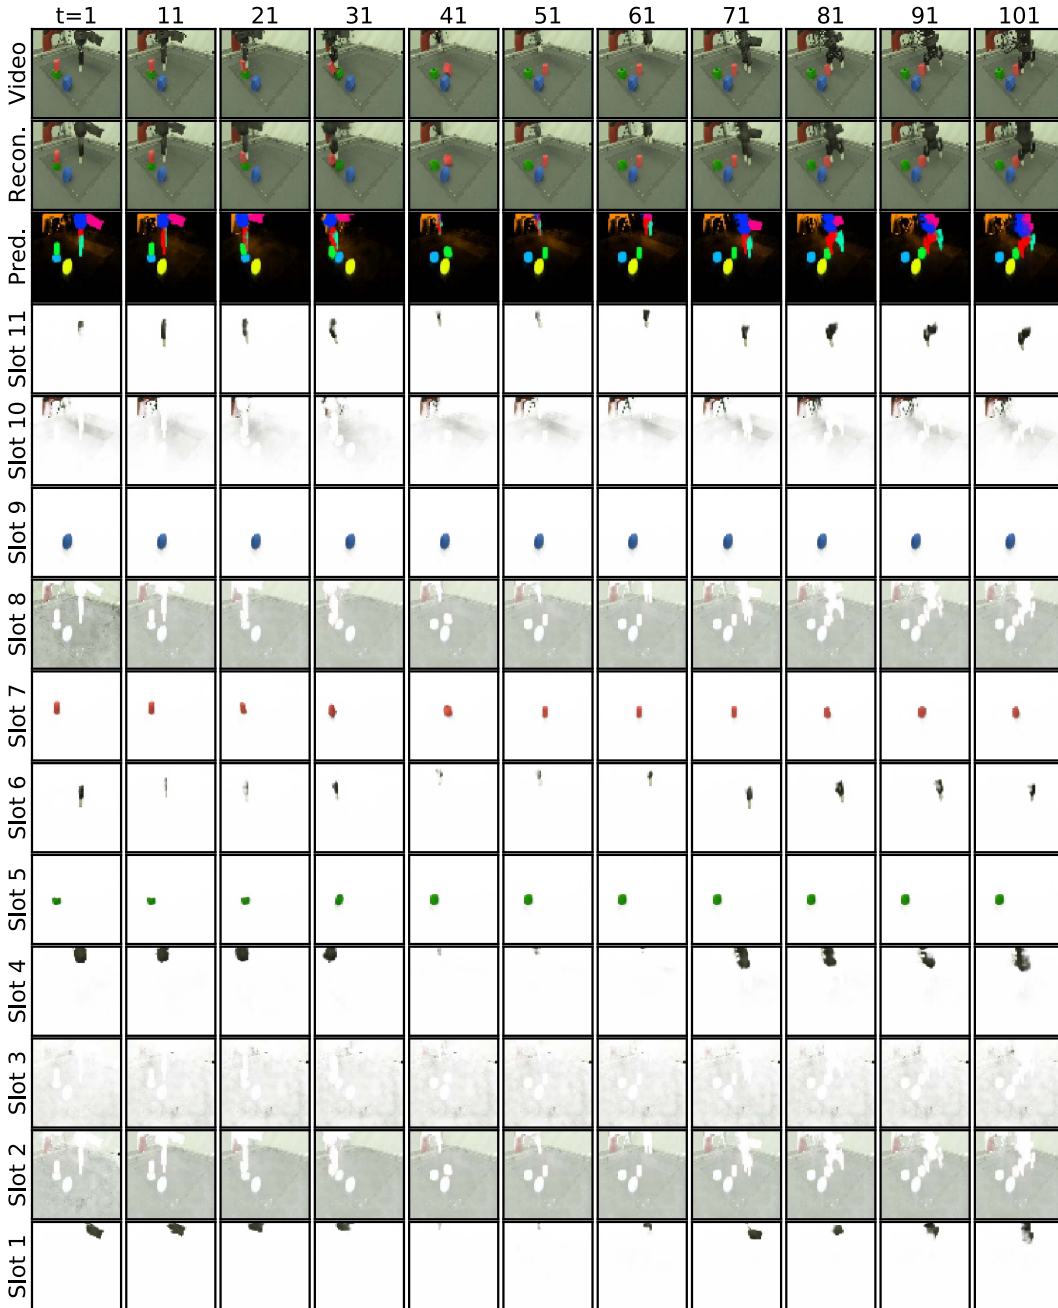 t=1 11 21 31 41 51 61 71 81 91 101
Video
Recon.
Pred.
Slot 11
Slot 10
Slot 9
Slot 8
Slot 7
Slot 6
Slot 5
Slot 4
Slot 3
Slot 2
Slot 1